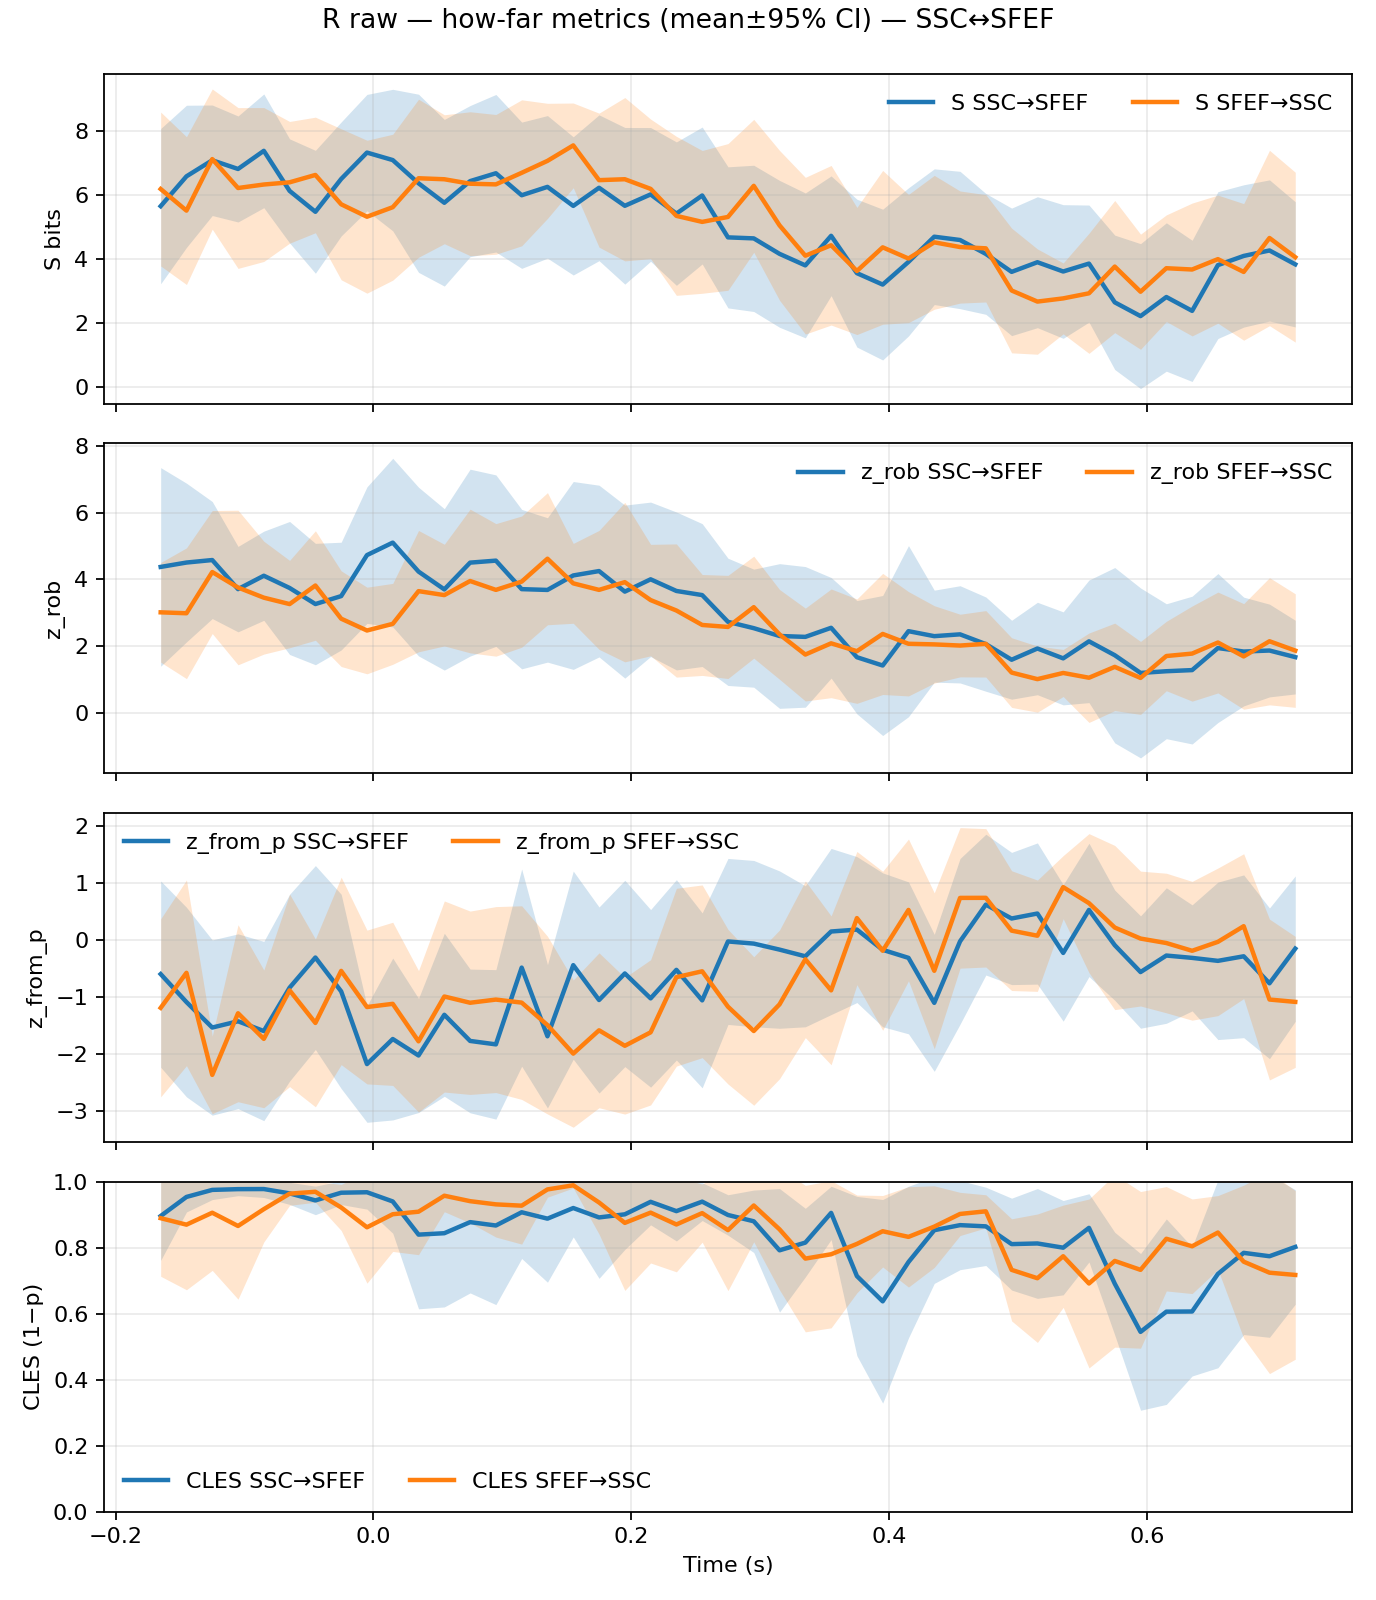 R raw — how-far metrics (mean±95% CI) — SSC↔SFEF
S SSC→SFEF S SFEF→SSC
8
6
4
2
0
S bits
z_rob SSC→SFEF z_rob SFEF→SSC
8
6
4
2
0
z_rob
z_from_p SSC→SFEF z_from_p SFEF→SSC
2
1
0
−1
−2
−3
z_from_p
1.0
0.8
0.6
0.4
0.2
0.0
CLES (1−p)
CLES SSC→SFEF CLES SFEF→SSC
−0.2 0.0 0.2 0.4 0.6
Time (s)